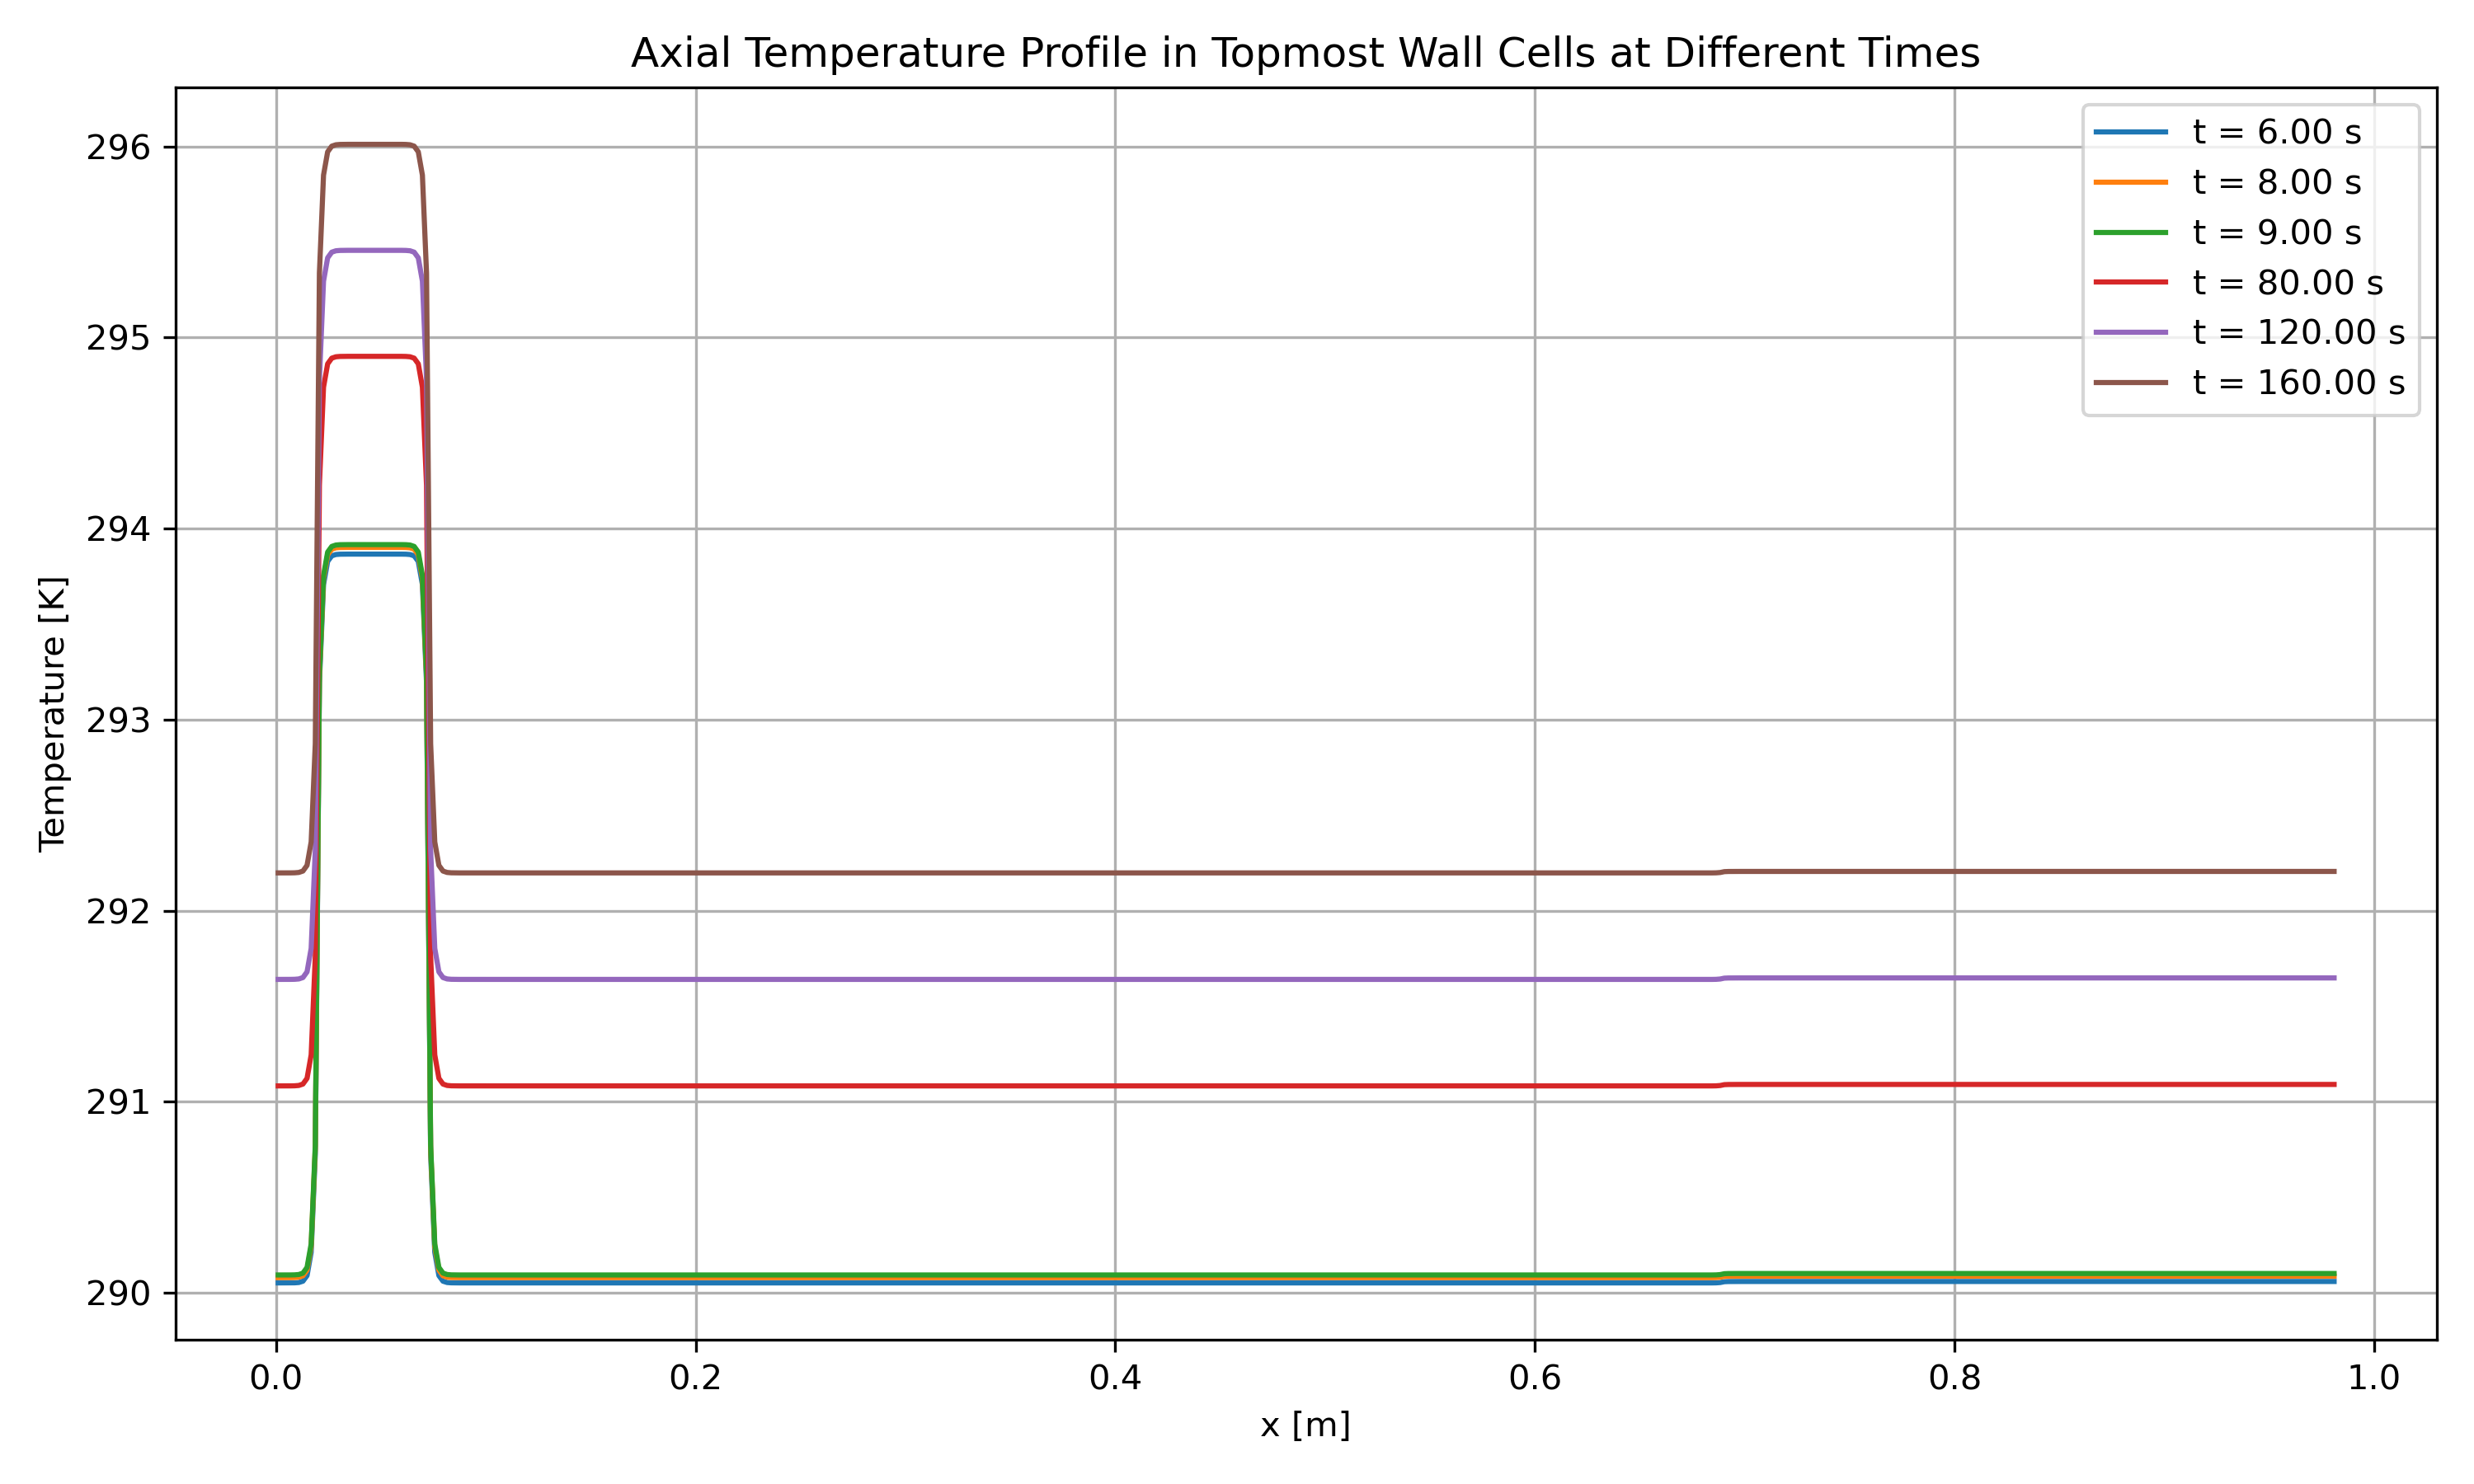 Axial Temperature Profile in Topmost Wall Cells at Different Times
t = 6.00 s
t = 8.00 s
t = 9.00 s
t = 80.00 s
t = 120.00 s
t = 160.00 s
Temperature [K]
296
295
294
293
292
291
290
0.0 0.2 0.4 0.6 0.8 1.0
x [m]